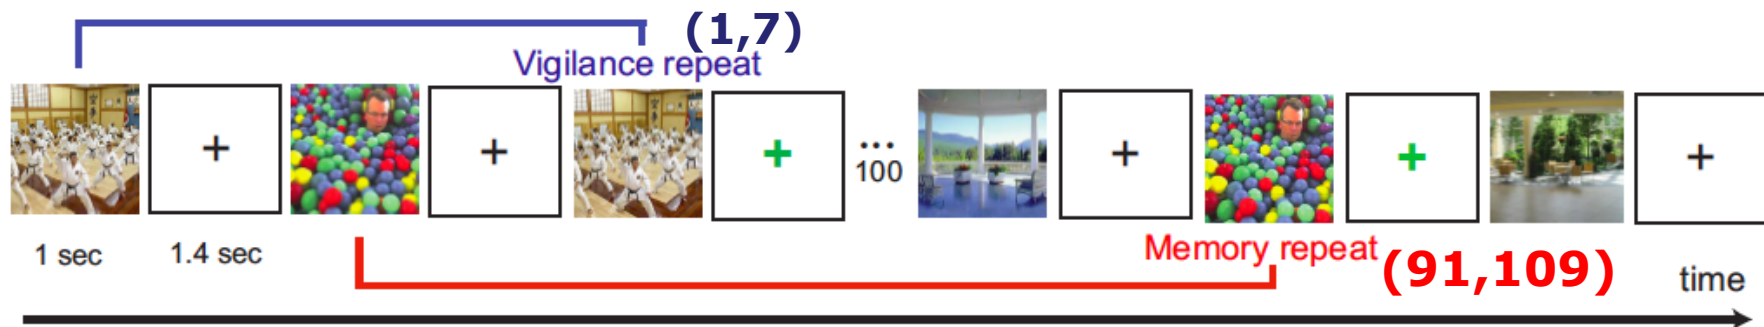 (1,7)
Vigilance repeat
+ + + ... 100 + + +
1 sec 1.4 sec
Memory repeat (91,109)
time